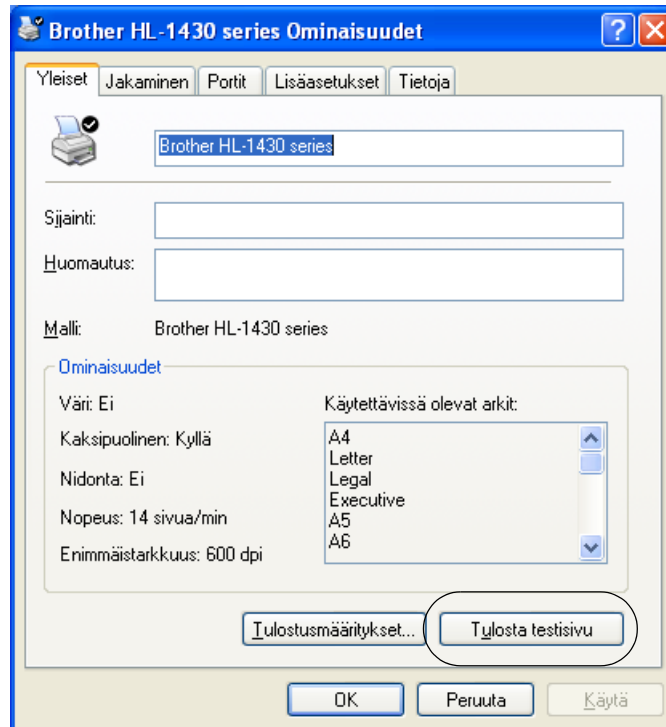 Brother HL-1430 series Ominaisuudet
Yleiset Jakaminen Portit Lisäasetukset Tietoja
Brother HL-1430 series
Sijainti:
Huomautus:
Malli: Brother HL-1430 series
Ominaisuudet
Väri: Ei
Käytettävissä olevat arkit:
Kaksipuolinen: Kyllä
Nidonta: Ei
Nopeus: 14 sivua/min
Enimmäistarkkuus: 600 dpi
A4
Letter
Legal
Executive
A5
A6
Tulostusmääritykset... Tulosta testisivu
OK Peruuta Käytä